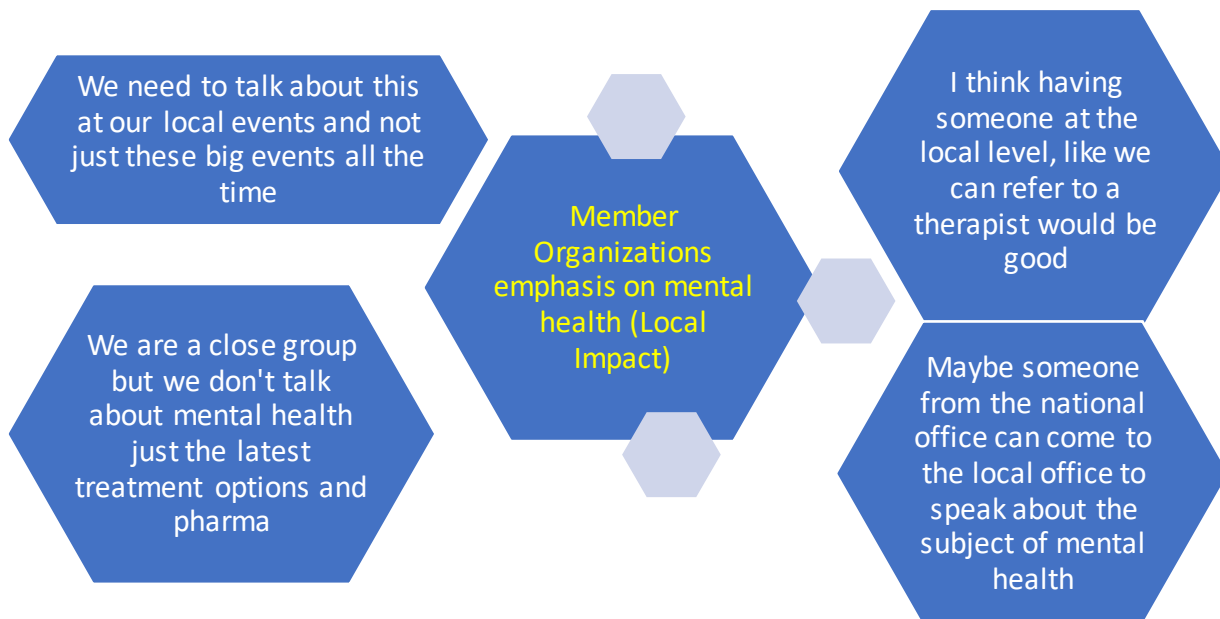 We need to talk about this
at our local events and not
just these big events all the
time
We are a close group
but we don't talk
about mental health
just the latest
treatment options and
pharma
Member
Organizations
emphasis on mental
health (Local
Impact)
I think having
someone at the
local level, like we
can refer to a
therapist would be
good
Maybe someone
from the national
office can come to
the local office to
speak about the
subject of mental
health